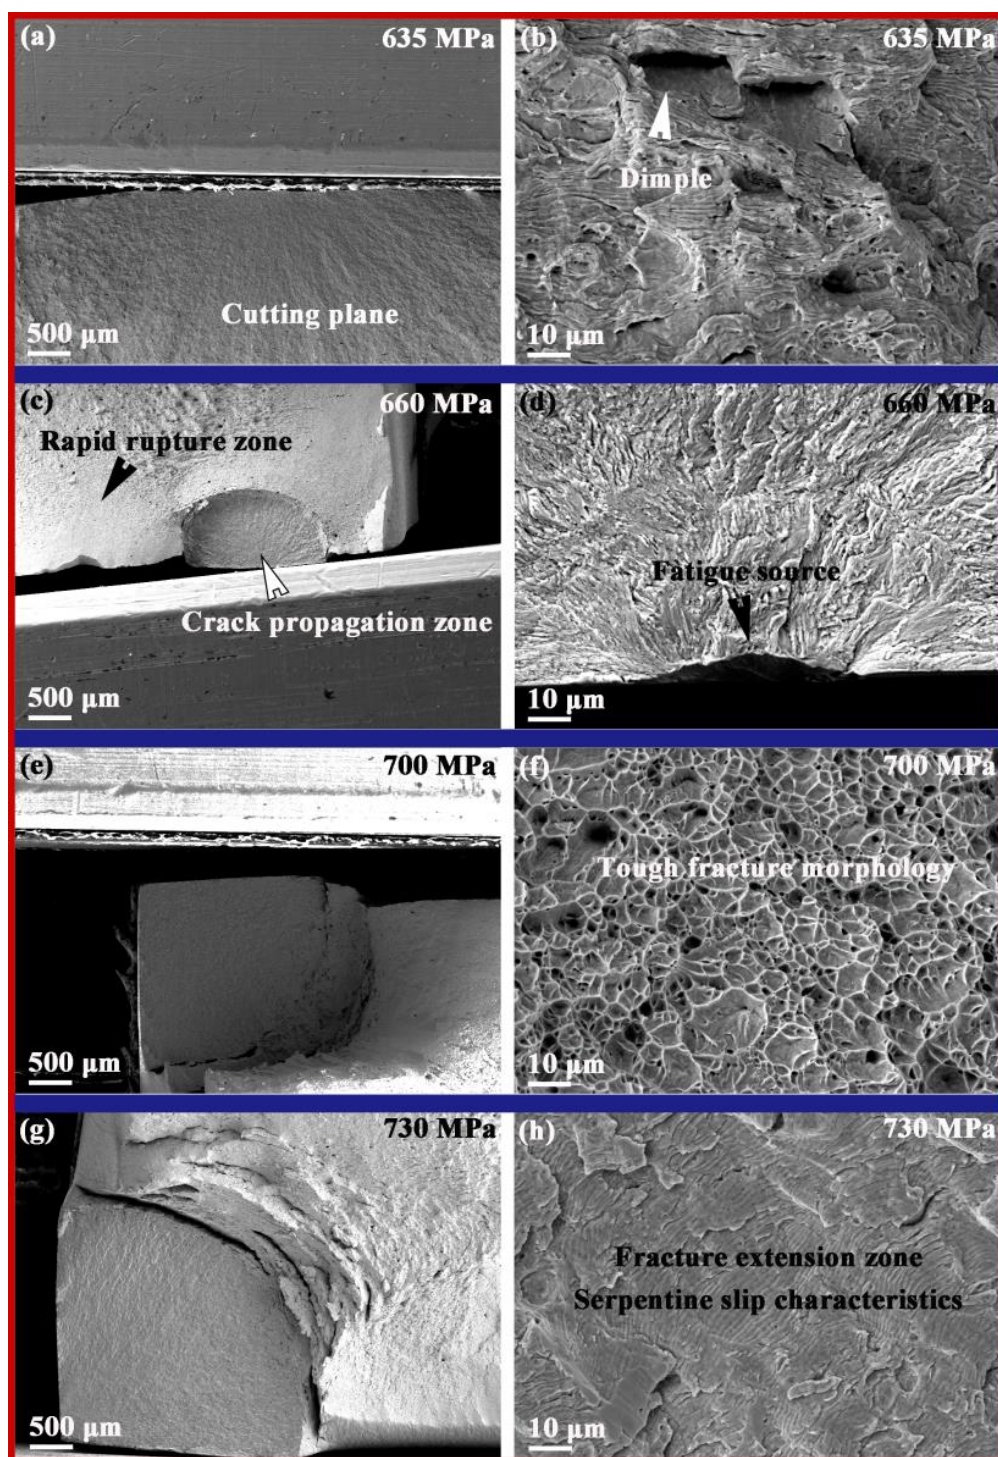 (a) 635 MPa
Cutting plane
500 μm
(b) 635 MPa
Dimple
10 μm
(c) 660 MPa
Rapid rupture zone
Crack propagation zone
500 μm
(d) 660 MPa
Fatigue source
10 μm
(e) 700 MPa
500 μm
(f) 700 MPa
Tough fracture morphology
10 μm
(g) 730 MPa
500 μm
(h) 730 MPa
Fracture extension zone
Serpentine slip characteristics
10 μm